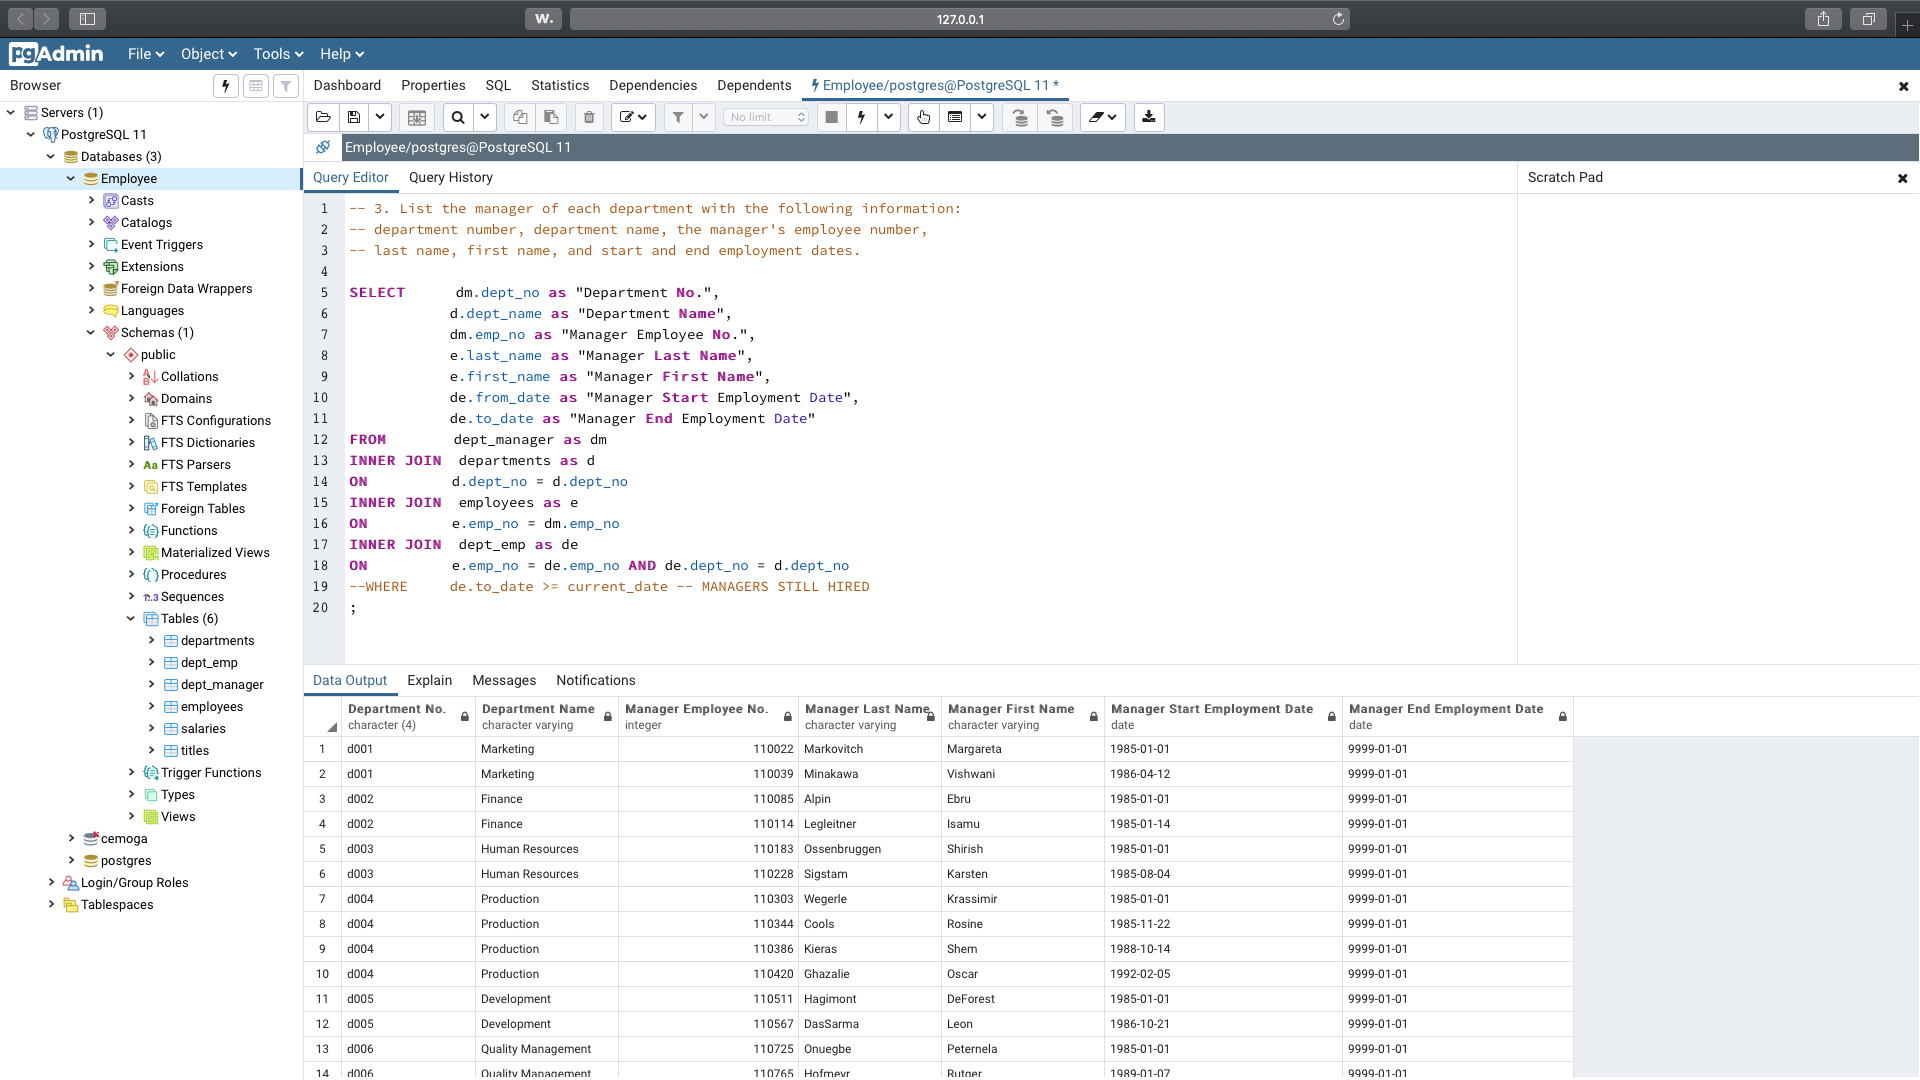 W.
127.0.0.1
pgAdmin
File
Object
Tools
Help
Browser
Dashboard
Properties
SQL
Statistics
Dependencies
Dependents
Employee/postgres@PostgreSQL 11 *
No limit
Employee/postgres@PostgreSQL 11
Servers (1)
PostgreSQL 11
Databases (3)
Employee
Casts
Catalogs
Event Triggers
Extensions
Foreign Data Wrappers
Languages
Schemas (1)
public
Collations
Domains
FTS Configurations
FTS Dictionaries
Aa FTS Parsers
FTS Templates
Foreign Tables
Functions
Materialized Views
Procedures
1..3 Sequences
Tables (6)
departments
dept_emp
dept_manager
employees
salaries
titles
Trigger Functions
Types
Views
cemoga
postgres
Login/Group Roles
Tablespaces
Query Editor
Query History
Scratch Pad
1 -- 3. List the manager of each department with the following information:
2 -- department number, department name, the manager's employee number,
3 -- last name, first name, and start and end employment dates.
4
5 SELECT dm.dept_no as "Department No.",
6 d.dept_name as "Department Name",
7 dm.emp_no as "Manager Employee No.",
8 e.last_name as "Manager Last Name",
9 e.first_name as "Manager First Name",
10 de.from_date as "Manager Start Employment Date",
11 de.to_date as "Manager End Employment Date"
12 FROM dept_manager as dm
13 INNER JOIN departments as d
14 ON d.dept_no = d.dept_no
15 INNER JOIN employees as e
16 ON e.emp_no = dm.emp_no
17 INNER JOIN dept_emp as de
18 ON e.emp_no = de.emp_no AND de.dept_no = d.dept_no
19 --WHERE de.to_date >= current_date -- MANAGERS STILL HIRED
20 ;
Data Output
Explain
Messages
Notifications
Department No. Department Name Manager Employee No. Manager Last Name Manager First Name Manager Start Employment Date Manager End Employment Date
character (4) character varying integer character varying character varying date date
1 d001 Marketing 110022 Markovitch Margareta 1985-01-01 9999-01-01
2 d001 Marketing 110039 Minakawa Vishwani 1986-04-12 9999-01-01
3 d002 Finance 110085 Alpin Ebru 1985-01-01 9999-01-01
4 d002 Finance 110114 Legleitner Isamu 1985-01-14 9999-01-01
5 d003 Human Resources 110183 Ossenbruggen Shirish 1985-01-01 9999-01-01
6 d003 Human Resources 110228 Sigstam Karsten 1985-08-04 9999-01-01
7 d004 Production 110303 Wegerle Krassimir 1985-01-01 9999-01-01
8 d004 Production 110344 Cools Rosine 1985-11-22 9999-01-01
9 d004 Production 110386 Kieras Shem 1988-10-14 9999-01-01
10 d004 Production 110420 Ghazalie Oscar 1992-02-05 9999-01-01
11 d005 Development 110511 Hagimont DeForest 1985-01-01 9999-01-01
12 d005 Development 110567 DasSarma Leon 1986-10-21 9999-01-01
13 d006 Quality Management 110725 Onuegbe Peternela 1985-01-01 9999-01-01
14 d006 Quality Management 110765 Hofmeyr Rutger 1989-01-07 9999-01-01